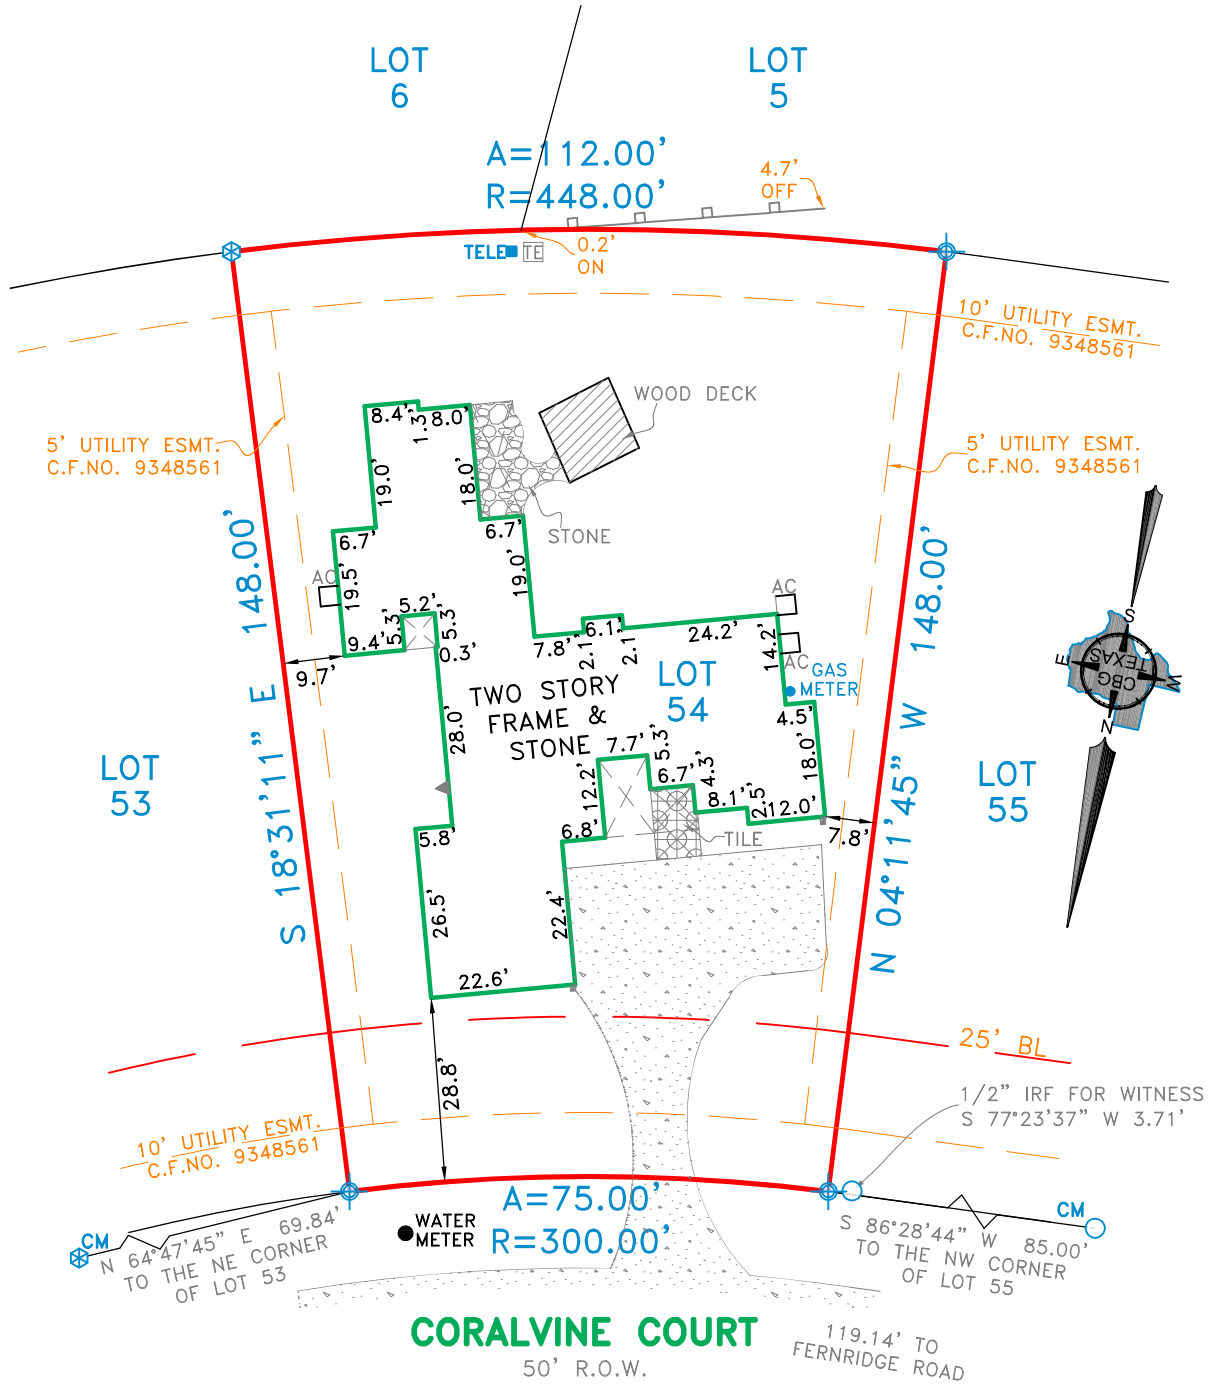 LOT
6
LOT
5
A=112.00'
R=448.00'
4.7'
OFF
TELE
TE
0.2'
ON
10' UTILITY ESMT.
C.F.NO. 9348561
WOOD DECK
8.4'
1.3'
8.0'
5' UTILITY ESMT.
C.F.NO. 9348561
5' UTILITY ESMT.
C.F.NO. 9348561
19.0'
18.0'
STONE
6.7'
6.7'
19.0'
S 18°31'11" E 148.00'
N 04°11'45" W 148.00'
AC
19.5'
AC
5.2'
5.3'
5.3'
9.4'
0.3'
7.8'
2.1'
6.1'
2.1'
24.2'
14.2'
AC
9.7'
S
E
W
N
CBG
TEXAS
GAS
METER
LOT
54
TWO STORY
FRAME &
STONE
28.0'
4.5'
18.0'
7.7'
5.3'
6.7'
4.3'
8.1'
2.5'
12.0'
12.2'
6.8'
7.8'
TILE
LOT
53
LOT
55
5.8'
26.5'
22.4'
22.6'
25' BL
28.8'
1/2" IRF FOR WITNESS
S 77°23'37" W 3.71'
10' UTILITY ESMT.
C.F.NO. 9348561
A=75.00'
R=300.00'
WATER
METER
CM
N 64°47'45" E 69.84'
TO THE NE CORNER
OF LOT 53
CM
S 86°28'44" W 85.00'
TO THE NW CORNER
OF LOT 55
CORALVINE COURT
50' R.O.W.
119.14' TO
FERNRIDGE ROAD